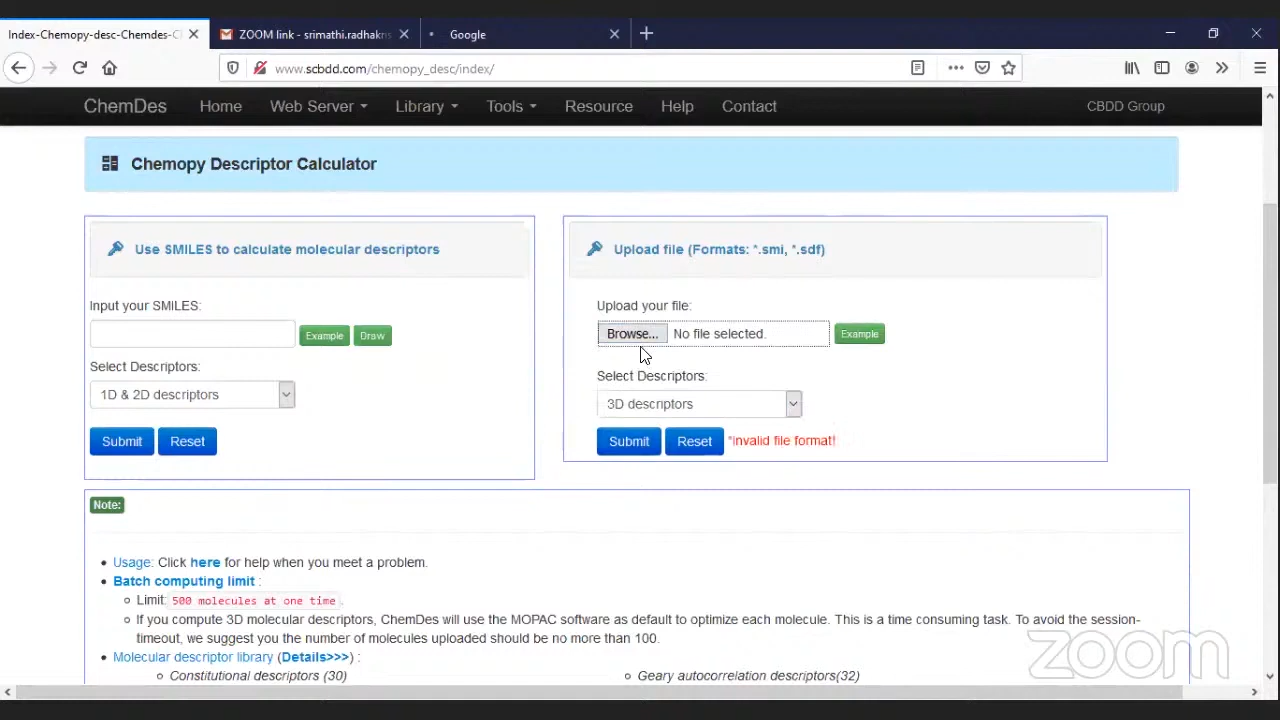 Index-Chemopy-desc-Chemdes-C
ZOOM link - srimathi.radhakris
Google
www.scbdd.com/chemopy_desc/index/
ChemDes Home Web Server Library Tools Resource Help Contact CBDD Group
Chemopy Descriptor Calculator
Use SMILES to calculate molecular descriptors
Input your SMILES:
Example Draw
Select Descriptors:
1D & 2D descriptors
Submit Reset
Upload file (Formats: *.smi, *.sdf)
Upload your file:
Browse... No file selected. Example
Select Descriptors:
3D descriptors
Submit Reset *invalid file format!
Note:
Usage: Click here for help when you meet a problem.
Batch computing limit :
Limit: 500 molecules at one time.
If you compute 3D molecular descriptors, ChemDes will use the MOPAC software as default to optimize each molecule. This is a time consuming task. To avoid the session-
timeout, we suggest you the number of molecules uploaded should be no more than 100.
Molecular descriptor library (Details>>>) :
Constitutional descriptors (30)
Geary autocorrelation descriptors(32)
zoom